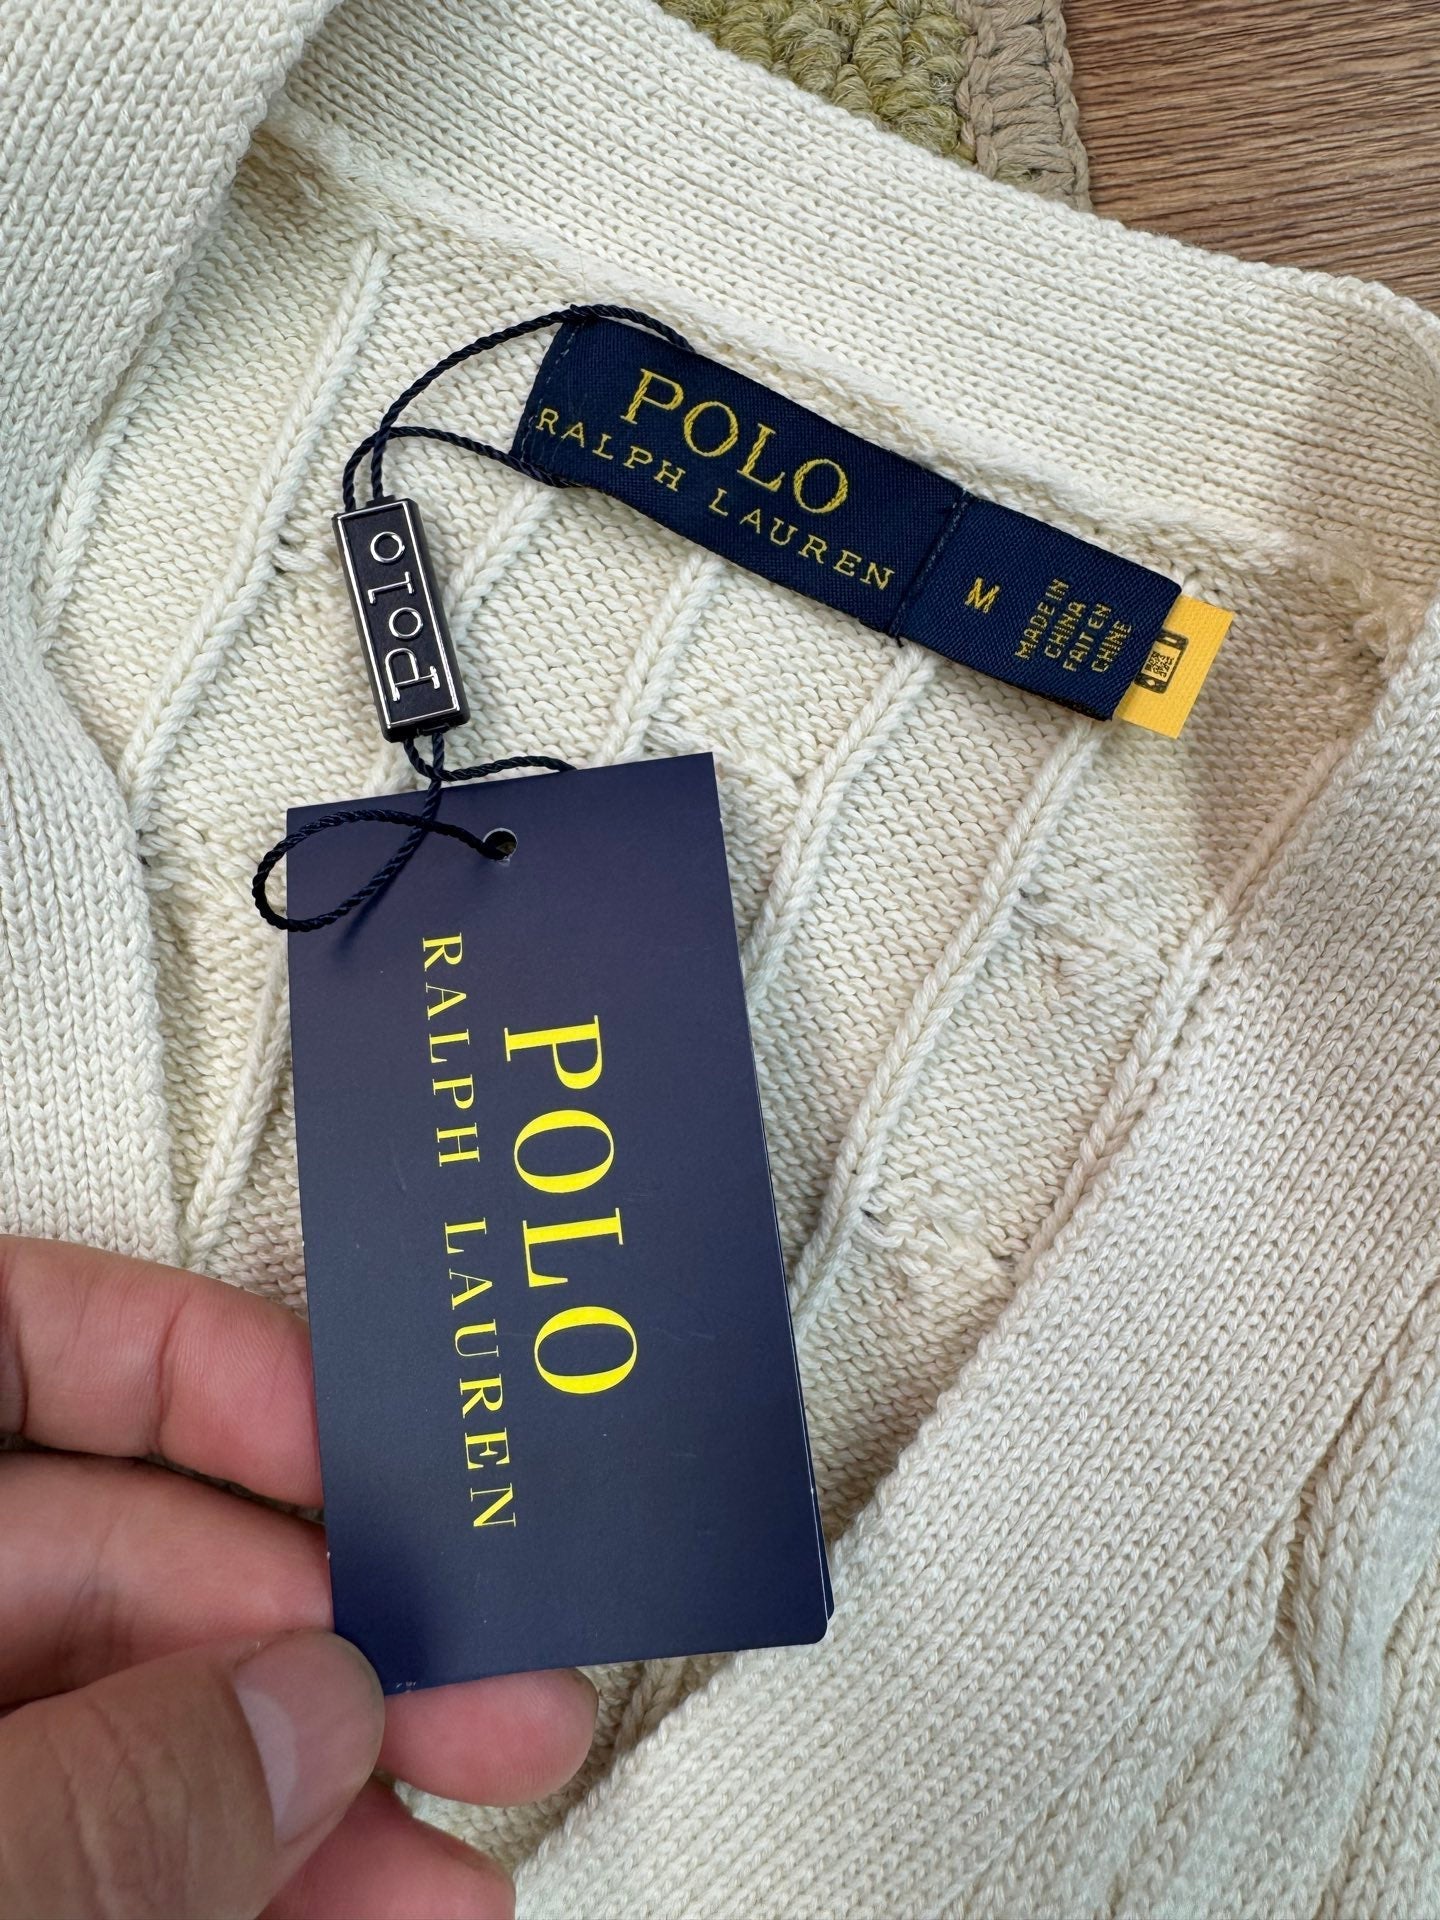 POLO
RALPH LAUREN
M
MADE IN
CHINA
FAIT EN
CHINE
Polo
POLO
RALPH LAUREN